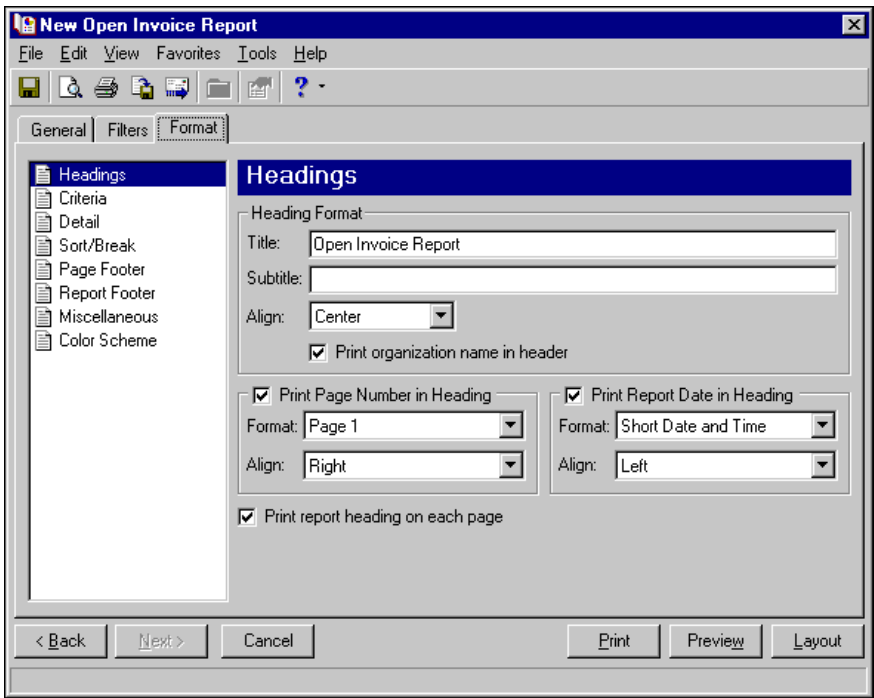 New Open Invoice Report
File Edit View Favorites Tools Help
General Filters Format
Headings
Criteria
Detail
Sort/Break
Page Footer
Report Footer
Miscellaneous
Color Scheme
Headings
Heading Format
Title: Open Invoice Report
Subtitle:
Align: Center
Print organization name in header
Print Page Number in Heading
Format: Page 1
Align: Right
Print Report Date in Heading
Format: Short Date and Time
Align: Left
Print report heading on each page
< Back Next > Cancel Print Preview Layout